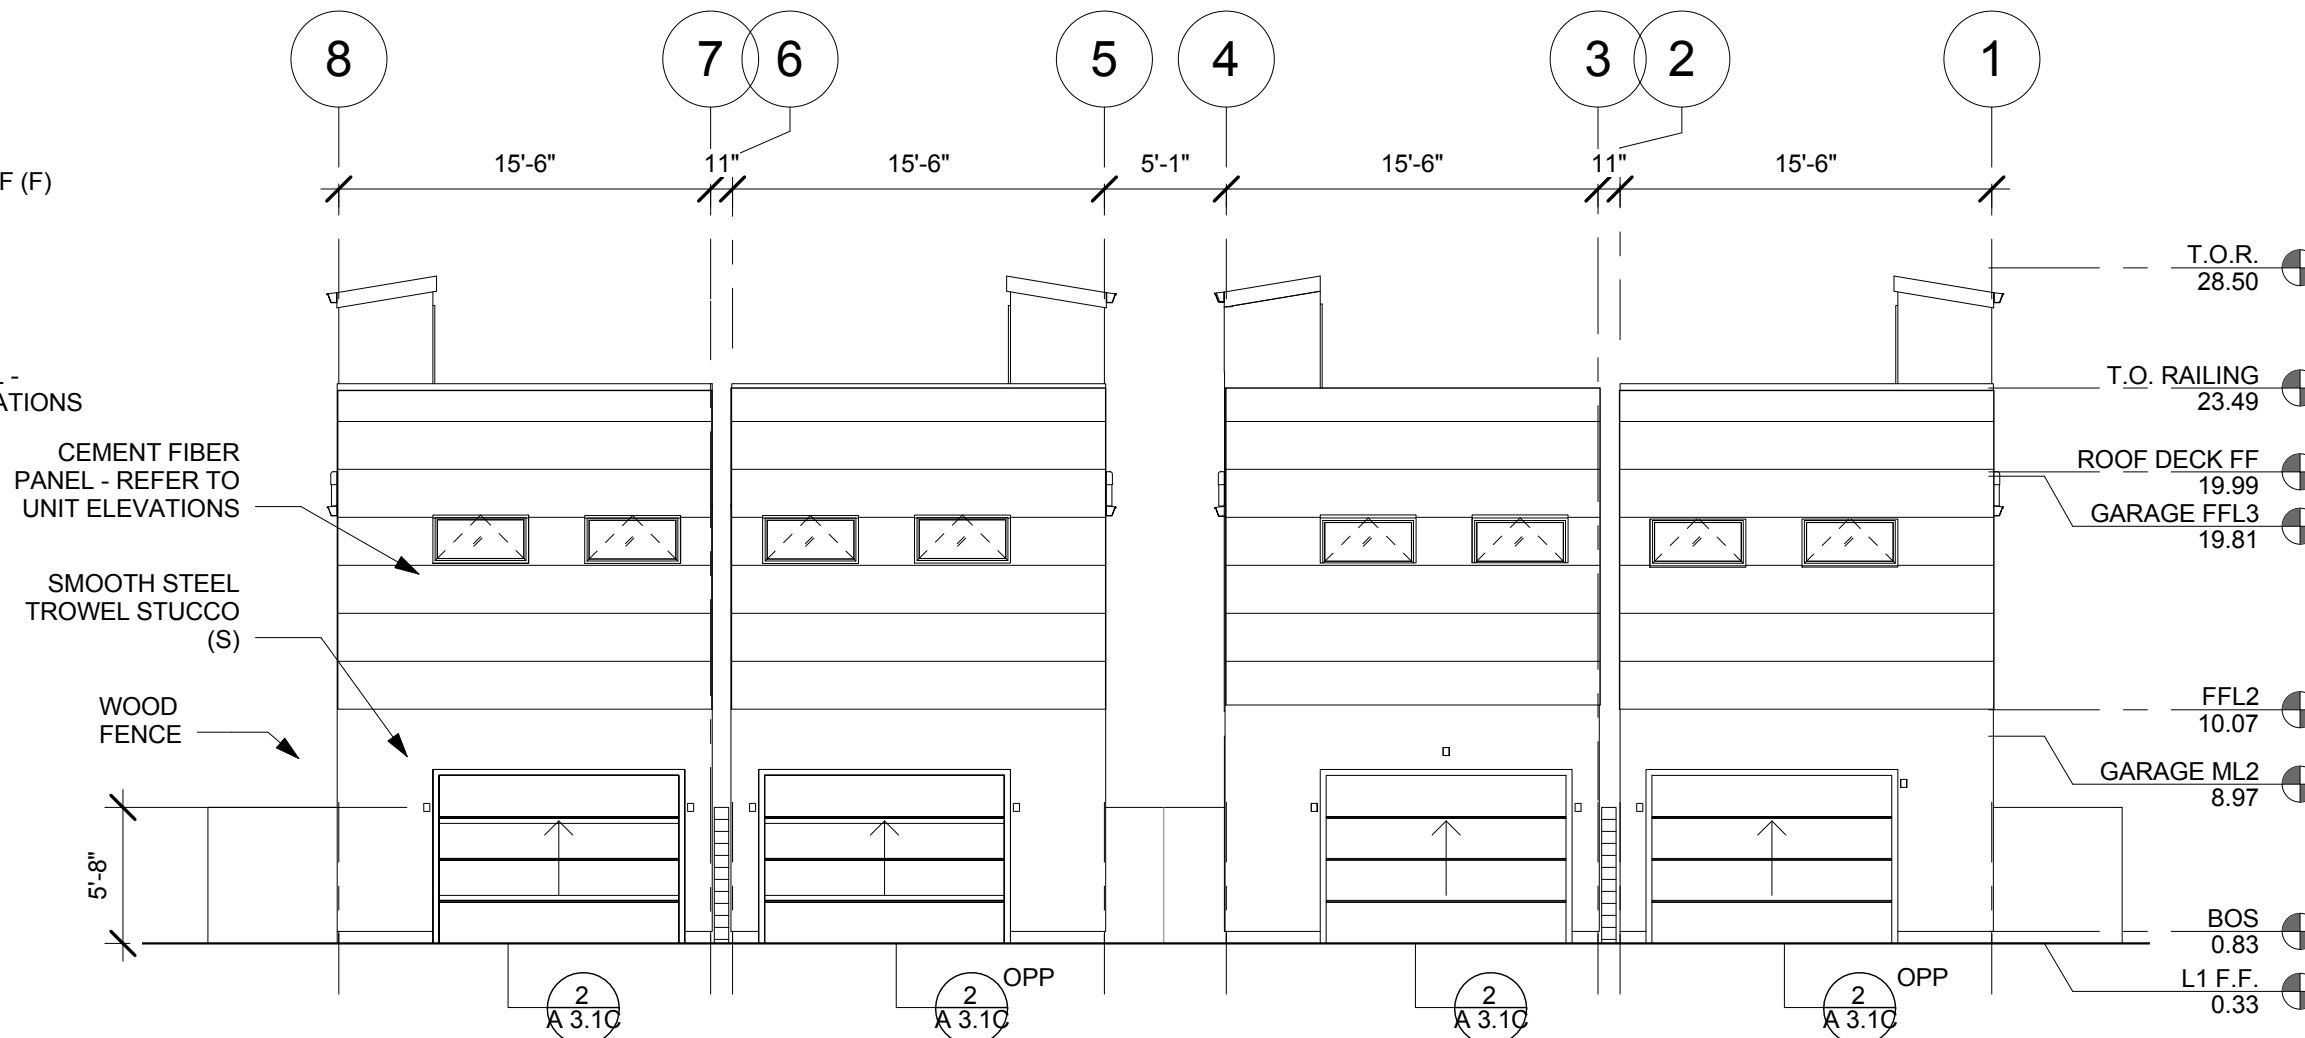 8 7 6 5 4 3 2 1
15'-6" 11" 15'-6" 5'-1" 15'-6" 11" 15'-6"
F (F)
ATIONS
CEMENT FIBER
PANEL - REFER TO
UNIT ELEVATIONS
SMOOTH STEEL
TROWEL STUCCO
(S)
WOOD
FENCE
5'-8"
T.O.R.
28.50
T.O. RAILING
23.49
ROOF DECK FF
19.99
GARAGE FFL3
19.81
FFL2
10.07
GARAGE ML2
8.97
BOS
0.83
L1 F.F.
0.33
2
A 3.1C
2
A 3.1C
OPP
2
A 3.1C
2
A 3.1C
OPP